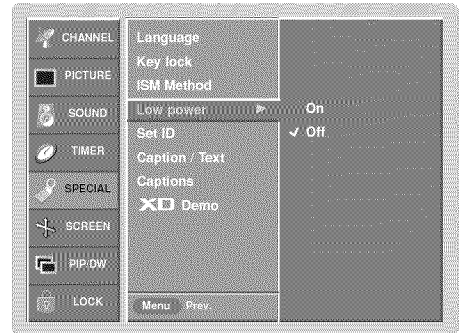 CHANNEL
PICTURE
SOUND
TIMER
SPECIAL
SCREEN
PIP/DW
LOCK
Language
Key lock
ISM Method
Low power
Set ID
Caption / Text
Captions
XD Demo
Menu Prev.
On
Off